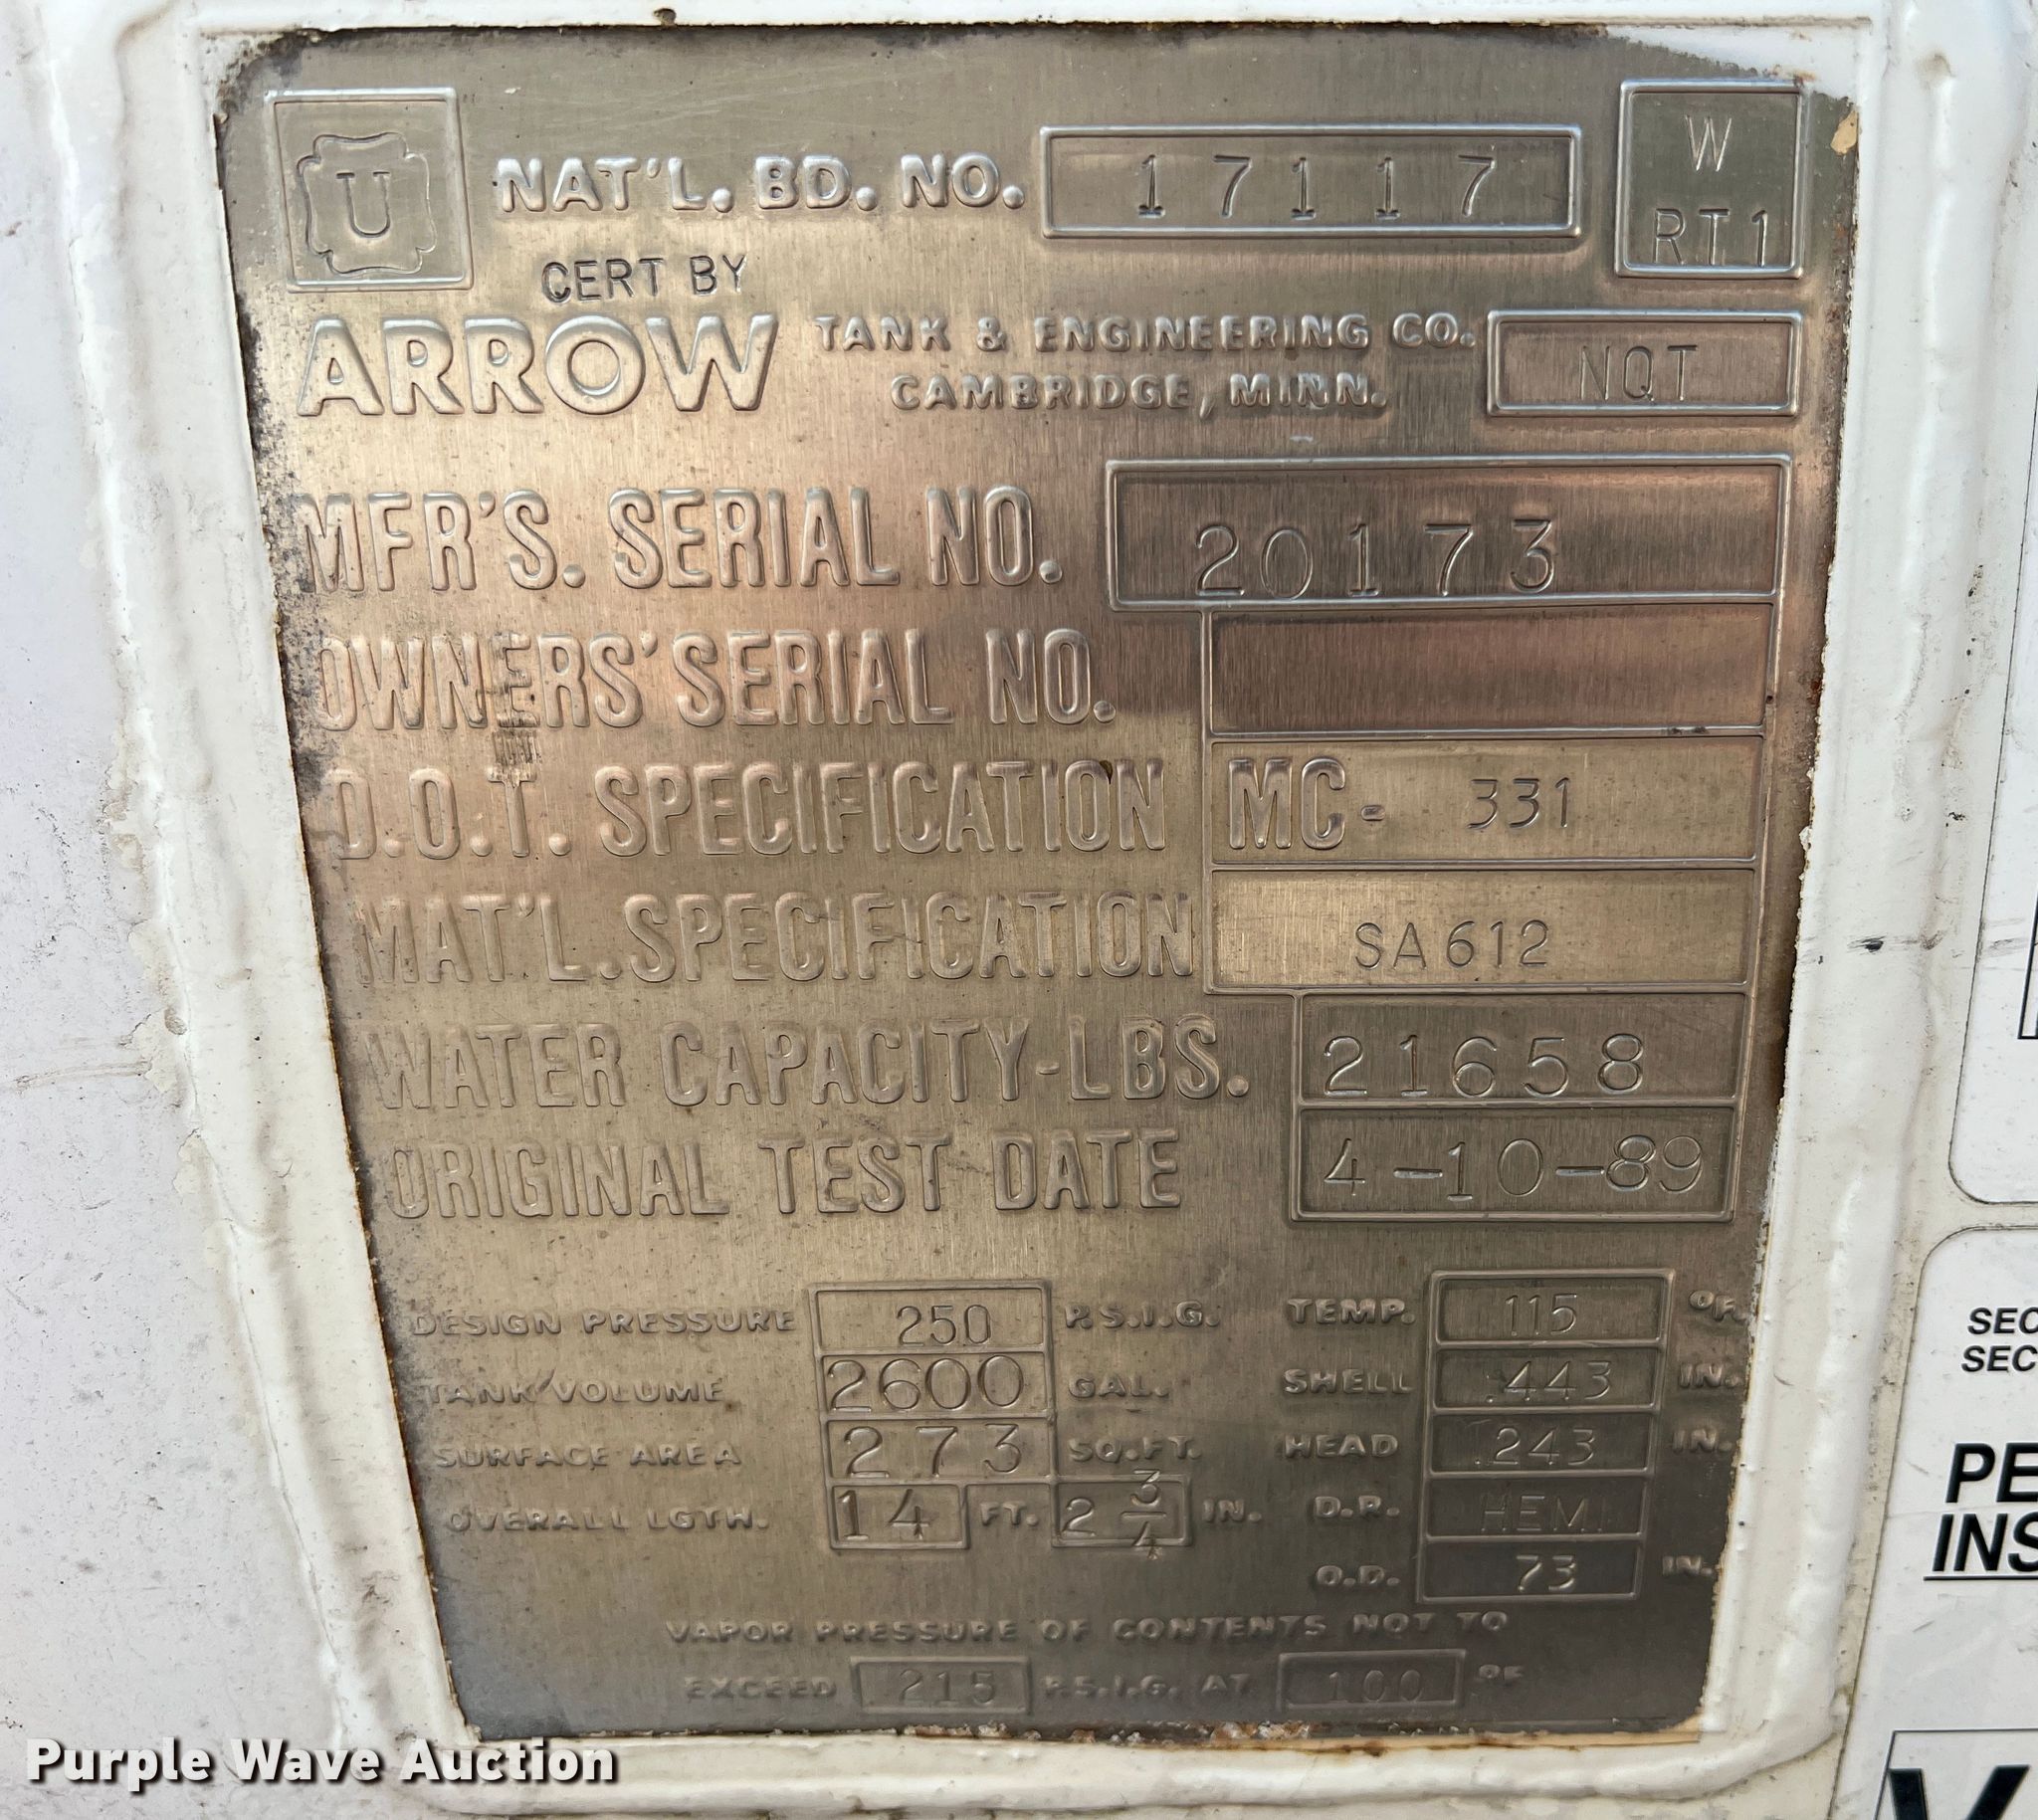 U NAT'L. BD. NO. 17117 W
RT1
CERT BY
ARROW TANK & ENGINEERING CO.
CAMBRIDGE, MINN. NQT
MFR'S. SERIAL NO. 20173
OWNERS' SERIAL NO.
D.O.T. SPECIFICATION MC- 331
MAT'L. SPECIFICATION SA612
WATER CAPACITY-LBS. 21658
ORIGINAL TEST DATE 4-10-89
DESIGN PRESSURE 250 P.S.I.G. TEMP. 115 °F.
TANK VOLUME 2600 GAL. SHELL .443 IN.
SURFACE AREA 273 SQ.FT. HEAD .243 IN.
OVERALL LGTH. 14 FT. 2 3/4 IN. D.R. HEMI
O.D. 73 IN.
VAPOR PRESSURE OF CONTENTS NOT TO
EXCEED 215 P.S.I.G. AT 100 °F
SEC
SEC
PE
INS
Purple Wave Auction